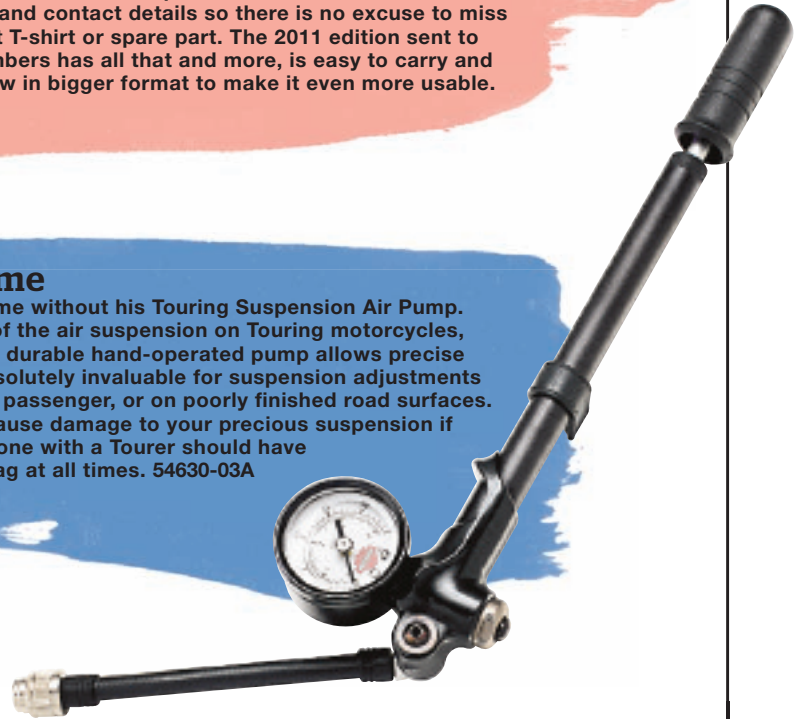 and contact details so there is no excuse to miss
T-shirt or spare part. The 2011 edition sent to
has all that and more, is easy to carry and
in bigger format to make it even more usable.
me
me without his Touring Suspension Air Pump.
of the air suspension on Touring motorcycles,
durable hand-operated pump allows precise
invaluable for suspension adjustments
passenger, or on poorly finished road surfaces.
damage to your precious suspension if
one with a Tourer should have
at all times. 54630-03A